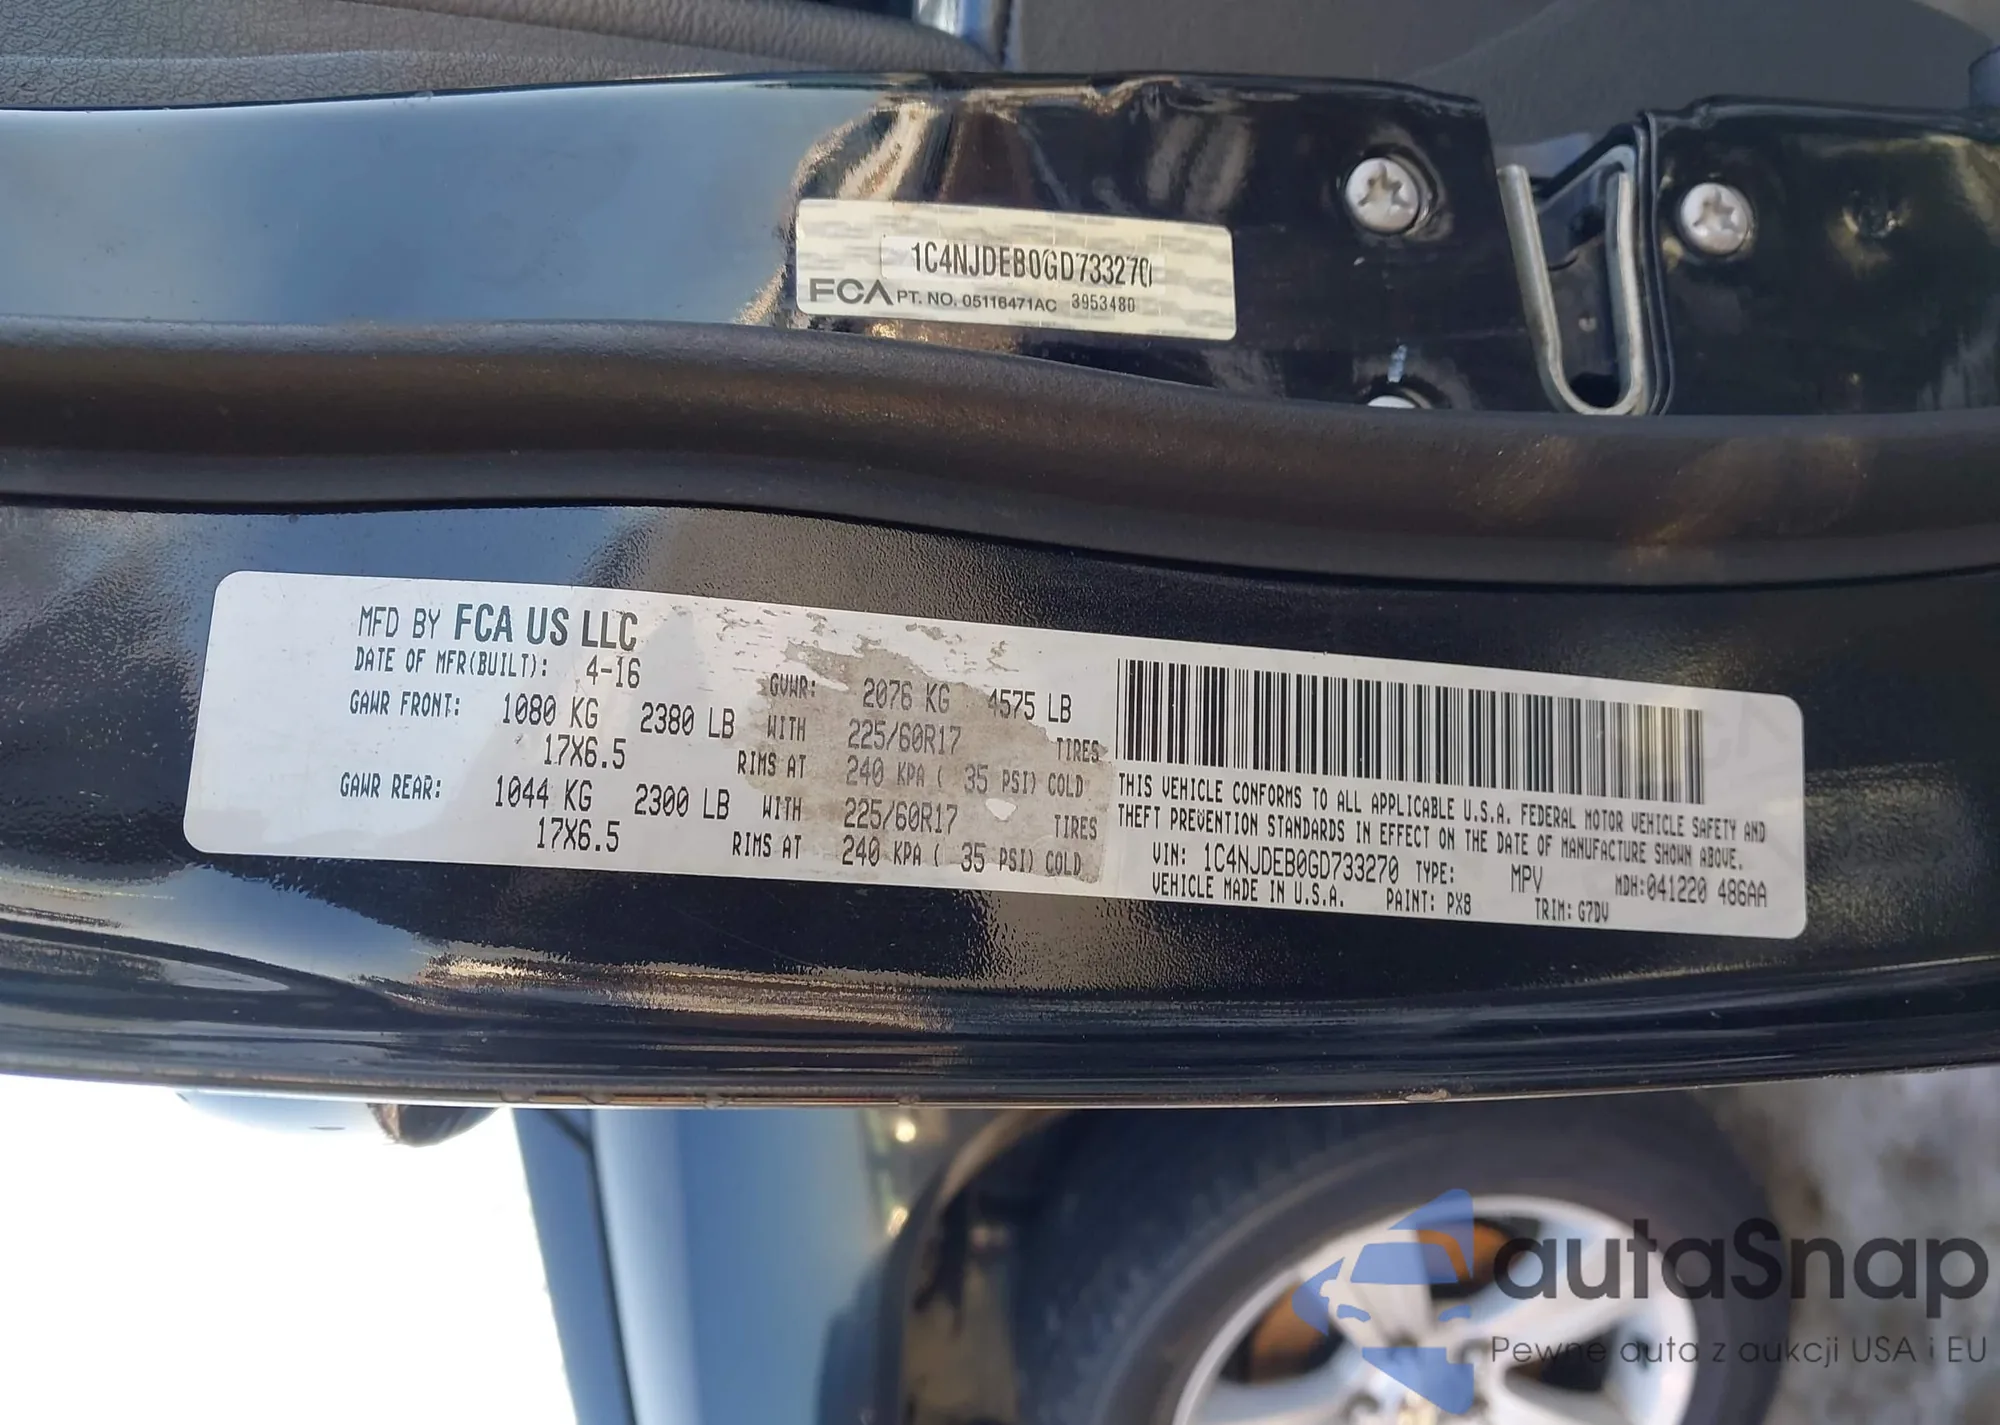 1C4NJDEB0GD733270
FCA PT. NO. 05116471AC 3953480
MFD BY FCA US LLC
DATE OF MFR(BUILT): 4-16
GVWR: 2076 KG 4575 LB
GAWR FRONT: 1080 KG 2380 LB WITH 225/60R17 TIRES
17X6.5 RIMS AT 240 KPA ( 35 PSI) COLD
GAWR REAR: 1044 KG 2300 LB WITH 225/60R17 TIRES
17X6.5 RIMS AT 240 KPA ( 35 PSI) COLD
THIS VEHICLE CONFORMS TO ALL APPLICABLE U.S.A. FEDERAL MOTOR VEHICLE SAFETY AND
THEFT PREVENTION STANDARDS IN EFFECT ON THE DATE OF MANUFACTURE SHOWN ABOVE.
VIN: 1C4NJDEB0GD733270 TYPE: MPV MDH:041220 486AA
VEHICLE MADE IN U.S.A. PAINT: PX8 TRIM: G7DV
autaSnap
Pewne auta z aukcji USA i EU